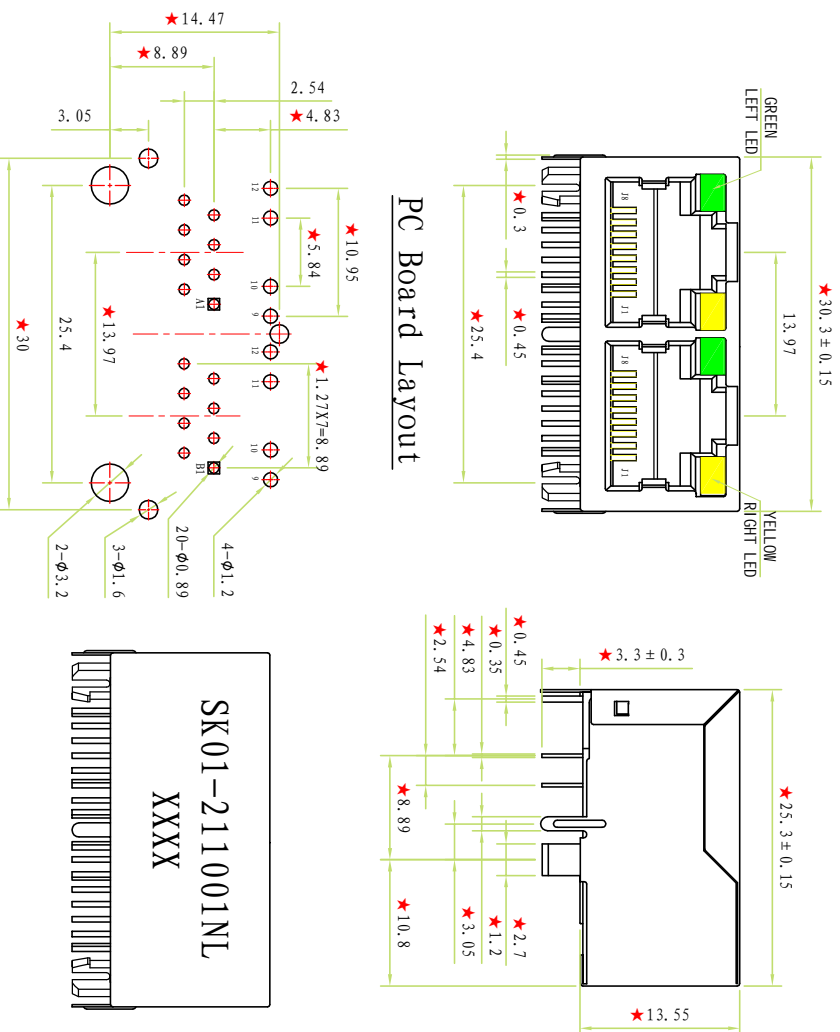 ★14.47
★8.89
2.54
★4.83
3.05
12
11
10
9
12
11
10
9
A1
B1
★10.95
★5.84
★1.27X7=8.89
★13.97
25.4
★30
4-ϕ1.2
20-ϕ0.89
3-ϕ1.6
2-ϕ3.2
PC Board Layout
GREEN
LEFT LED
YELLOW
RIGHT LED
★30.3±0.15
13.97
★0.3
★0.45
★25.4
J8
J1
J8
J1
★3.3±0.3
★0.45
★0.35
★4.83
★2.54
★25.3±0.15
★8.89
★10.8
★3.05
★1.2
★2.7
★13.55
SK01-211001NL
XXXX